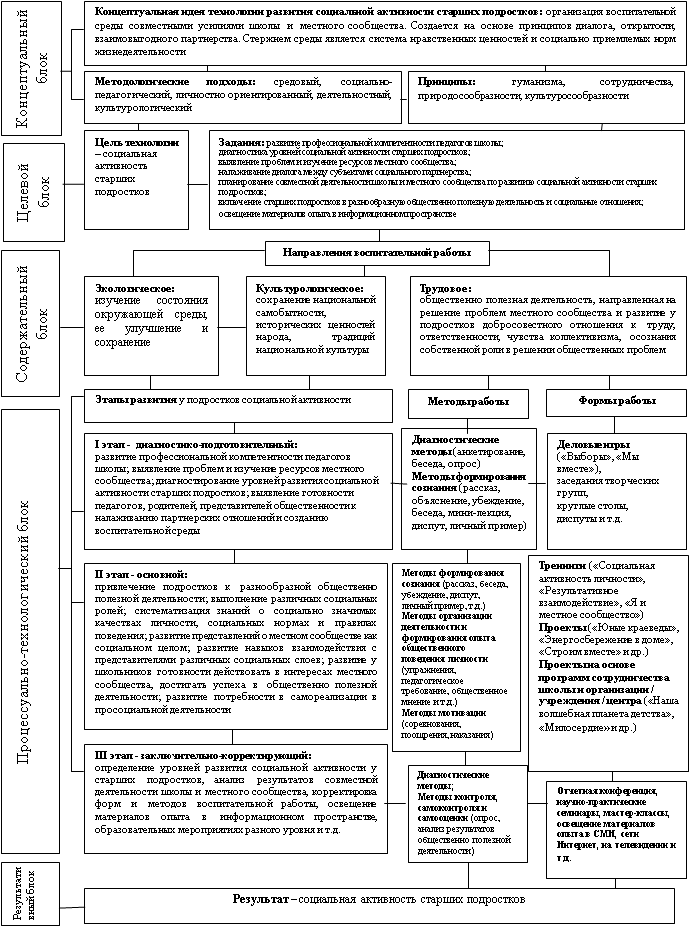 Концептуальный
блок
Концептуальная идея технологии развития социальной активности старших подростков: организация воспитательной
среды совместными усилиями школы и местного сообщества. Создается на основе принципов диалога, открытости,
взаимовыгодного партнерства. Стержнем среды является система нравственных ценностей и социально приемлемых норм
жизнедеятельности
Методологические подходы: средовый, социально-
педагогический, личностно ориентированный, деятельностный,
культурологический
Принципы: гуманизма, сотрудничества,
природосообразности, культуросообразности
Целевой
блок
Цель технологии
– социальная
активность
старших
подростков
Задания: развитие профессиональной компетентности педагогов школы;
диагностика уровней социальной активности старших подростков;
выявление проблем и изучение ресурсов местного сообщества;
налаживание диалога между субъектами социального партнерства;
планирование совместной деятельности школы и местного сообщества по развитию социальной активности старших
подростков;
включение старших подростков в разнообразную общественно полезную деятельность и социальные отношения;
освещение материалов опыта в информационном пространстве
Содержательный
блок
Направления воспитательной работы
Экологическое:
изучение состояния
окружающей среды,
ее улучшение и
сохранение
Культурологическое:
сохранение национальной
самобытности,
исторических ценностей
народа, традиций
национальной культуры
Трудовое:
общественно полезная деятельность, направленная на
решение проблем местного сообщества и развитие у
подростков добросовестного отношения к труду,
ответственности, чувства коллективизма, осознания
собственной роли в решении общественных проблем
Процессуально-технологический блок
Этапы развития у подростков социальной активности
Методы работы
Формы работы
I этап - диагностико-подготовительный:
развитие профессиональной компетентности педагогов
школы; выявление проблем и изучение ресурсов местного
сообщества; диагностирование уровней развития социальной
активности старших подростков; выявление готовности
педагогов, родителей, представителей общественности к
налаживанию партнерских отношений и созданию
воспитательной среды
Диагностические
методы (анкетирование,
беседа, опрос)
Методы формирования
сознания (рассказ,
объяснение, убеждение,
беседа, мини-лекция,
диспут, личный пример)
Деловые игры
(«Выборы», «Мы
вместе»),
заседания творческих
групп,
круглые столы,
диспуты и т.д.
II этап - основной:
привлечение подростков к разнообразной общественно
полезной деятельности; выполнение различных социальных
ролей; систематизация знаний о социально значимых
качествах личности, социальных нормах и правилах
поведения; развитие представлений о местном сообществе как
социальном целом; развитие навыков взаимодействия с
представителями различных социальных слоев; развитие у
школьников готовности действовать в интересах местного
сообщества, достигать успеха в общественно полезной
деятельности; развитие потребности в самореализации в
просоциальной деятельности
Методы формирования
сознания (рассказ, беседа,
убеждение, диспут,
личный пример, т.д.)
Методы организации
деятельности и
формирования опыта
общественного
поведения личности
(упражнения,
педагогическое
требование, общественное
мнение и т.д.)
Методы мотивации
(соревнования,
поощрения, наказания)
Тренинги («Социальная
активность личности»,
«Результативное
взаимодействие», «Я и
местное сообщество»)
Проекты («Юные краеведы»,
«Энергосбережение в доме»,
«Строим вместе» и др.)
Проекты на основе
программ сотрудничества
школы и организации /
учреждения / центра («Наша
волшебная планета детства»,
«Милосердие» и др.)
III этап - заключительно-корректирующий:
определение уровней развития социальной активности у
старших подростков, анализ результатов совместной
деятельности школы и местного сообщества, корректировка
форм и методов воспитательной работы, освещение
материалов опыта в информационном пространстве,
образовательных мероприятиях разного уровня и т.д.
Диагностические
методы;
Методы контроля,
самоконтроля и
самооценки (опрос,
анализ результатов
общественно полезной
деятельности)
Отчетная конференция,
научно-практические
семинары, мастер-классы,
освещение материалов
опыта в СМИ, сети
Интернет, на телевидении и
т.д.
Результати
вный блок
Результат – социальная активность старших подростков